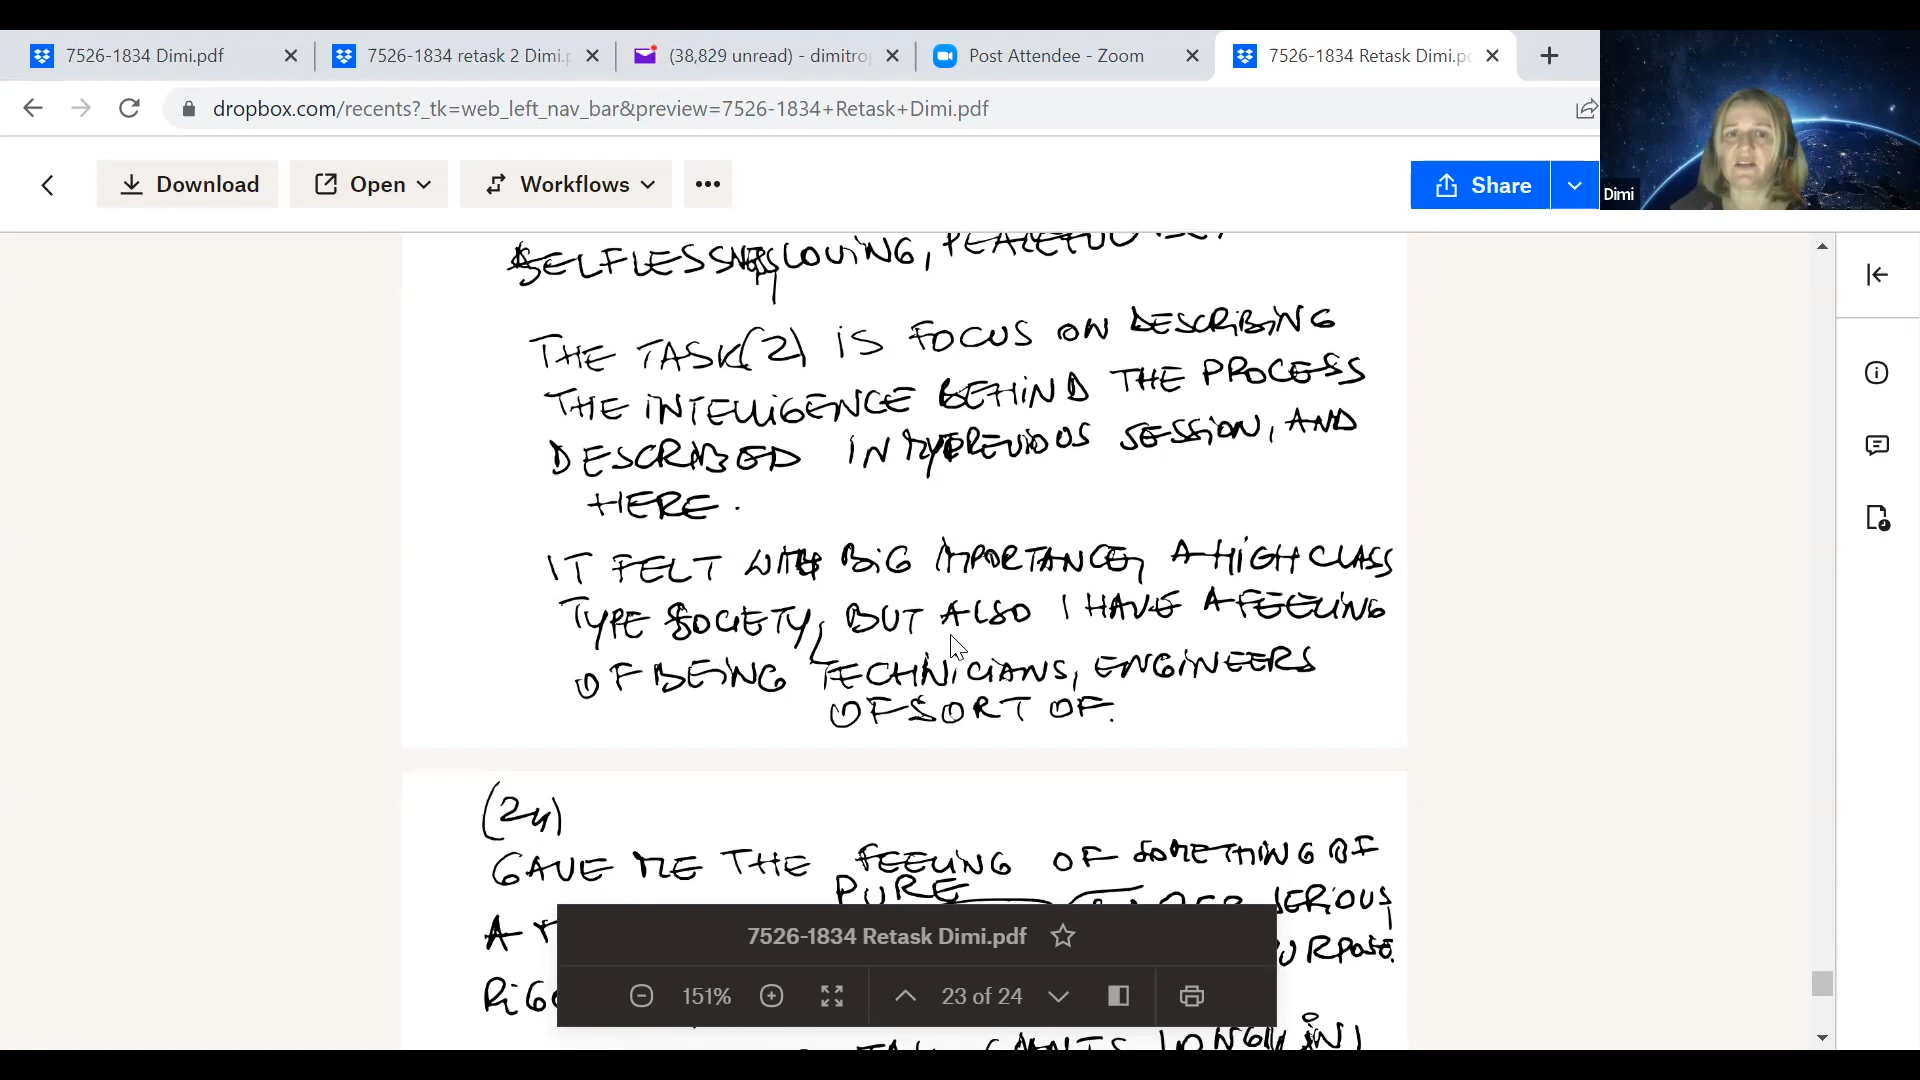 7526-1834 Dimi.pdf
7526-1834 retask 2 Dimi.p
(38,829 unread) - dimitro
Post Attendee - Zoom
7526-1834 Retask Dimi.pd
dropbox.com/recents?_tk=web_left_nav_bar&preview=7526-1834+Retask+Dimi.pdf
Download
Open
Workflows
Share
Dimi
SELFLESSNESS LOVING, PEACEFUL
THE TASK(2) IS FOCUS ON DESCRIBING
THE INTELLIGENCE BEHIND THE PROCESS
DESCRIBED IN MY PREVIOUS SESSION, AND
HERE.
IT FELT WITH BIG IMPORTANCE, A HIGH CLASS
TYPE SOCIETY, BUT ALSO I HAVE A FEELING
OF BEING TECHNICIANS, ENGINEERS
OF SORT OF.
(24)
GAVE ME THE FEELING OF SOMETHING OF
PURE
A SERIOUS,
PURPOSE.
7526-1834 Retask Dimi.pdf
151%
23 of 24